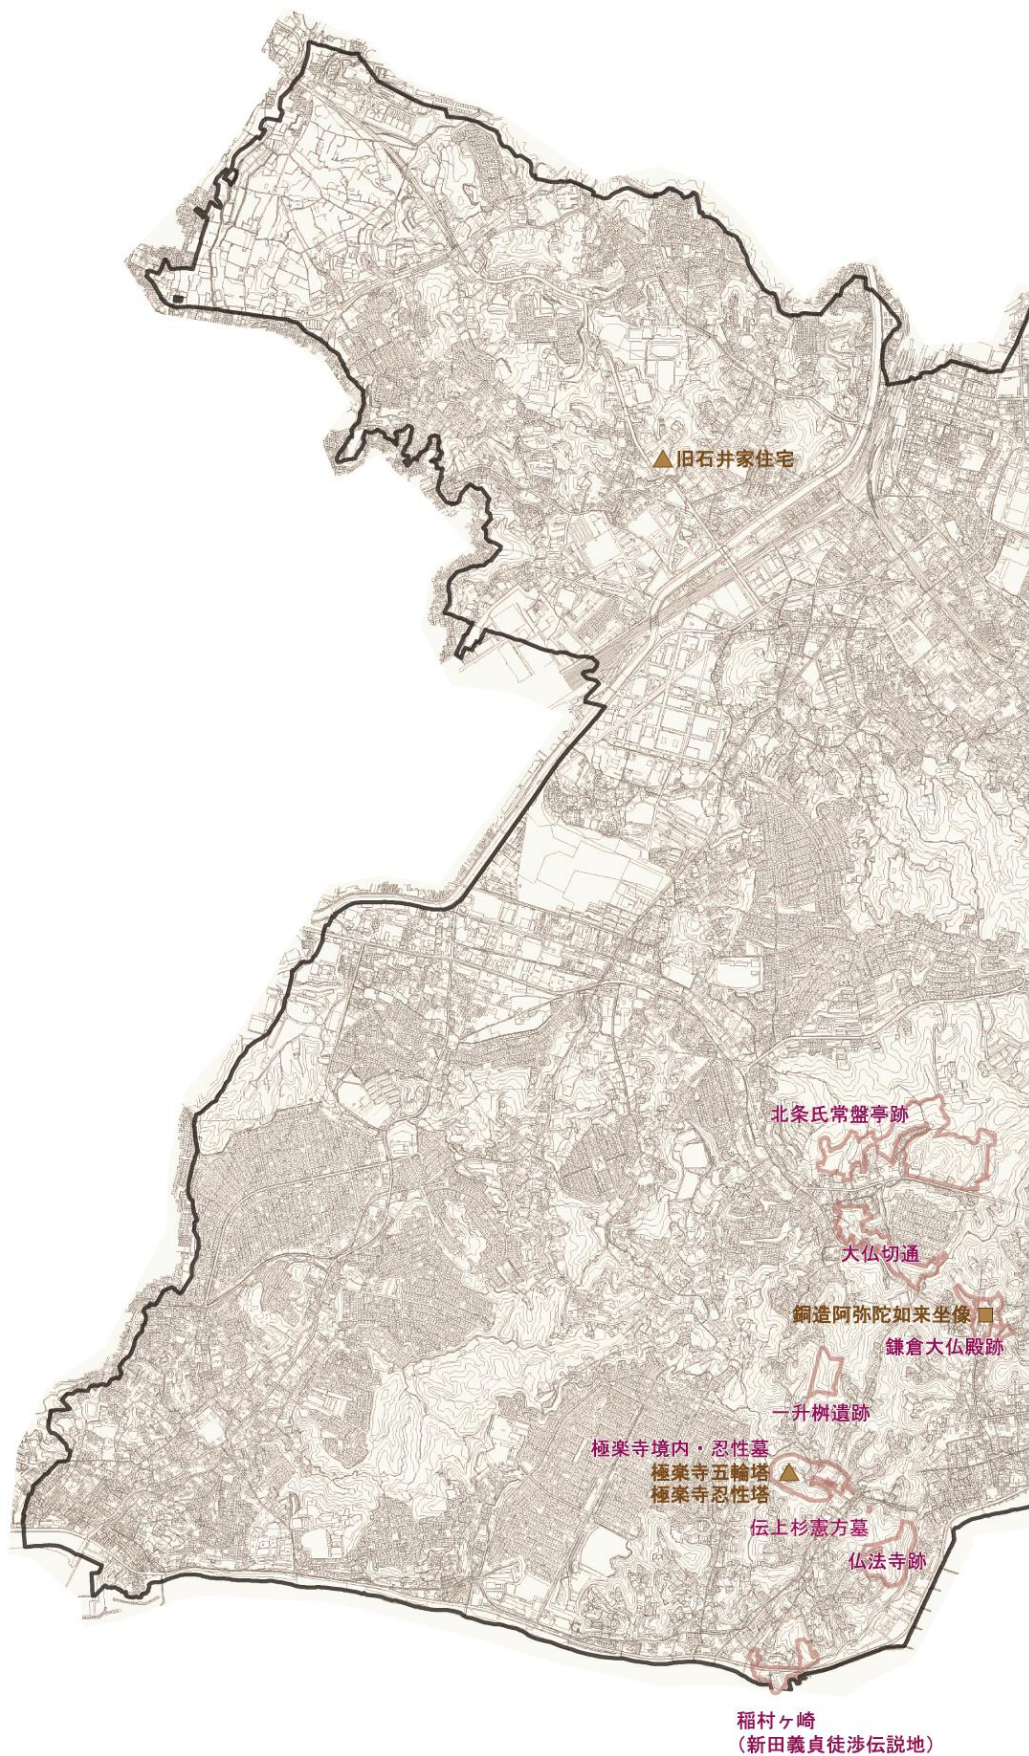 旧石井家住宅
北条氏常盤亭跡
大仏切通
銅造阿弥陀如来坐像
鎌倉大仏殿跡
一升桝遺跡
極楽寺境内・忍性墓
極楽寺五輪塔
極楽寺忍性塔
伝上杉憲方墓
仏法寺跡
稲村ヶ崎
（新田義貞徒渉伝説地）